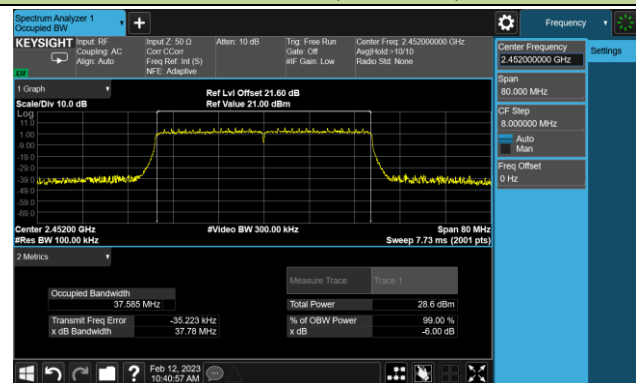 Spectrum Analyzer 1
Occupied BW
+
Frequency
KEYSIGHT
Input: RF
Coupling: AC
Align: Auto
Input Z: 50 Ω
Corr CCorr
Freq Ref: Int (S)
NFE: Adaptive
Atten: 10 dB
Trig: Free Run
Gate: Off
#IF Gain: Low
Center Freq: 2.452000000 GHz
Avg|Hold:>10/10
Radio Std: None
LXI
1 Graph
Scale/Div 10.0 dB
Ref Lvl Offset 21.60 dB
Ref Value 21.00 dBm
Log
11.0
1.00
-9.00
-19.0
-29.0
-39.0
-49.0
-59.0
-69.0
Center 2.45200 GHz
#Res BW 100.00 kHz
#Video BW 300.00 kHz
Span 80 MHz
Sweep 7.73 ms (2001 pts)
2 Metrics
Measure Trace
Trace 1
Occupied Bandwidth
37.585 MHz
Total Power
28.6 dBm
Transmit Freq Error
-35.223 kHz
% of OBW Power
99.00 %
x dB Bandwidth
37.78 MHz
x dB
-6.00 dB
Center Frequency
2.452000000 GHz
Settings
Span
80.000 MHz
CF Step
8.000000 MHz
Auto
Man
Freq Offset
0 Hz
?
Feb 12, 2023
10:40:57 AM